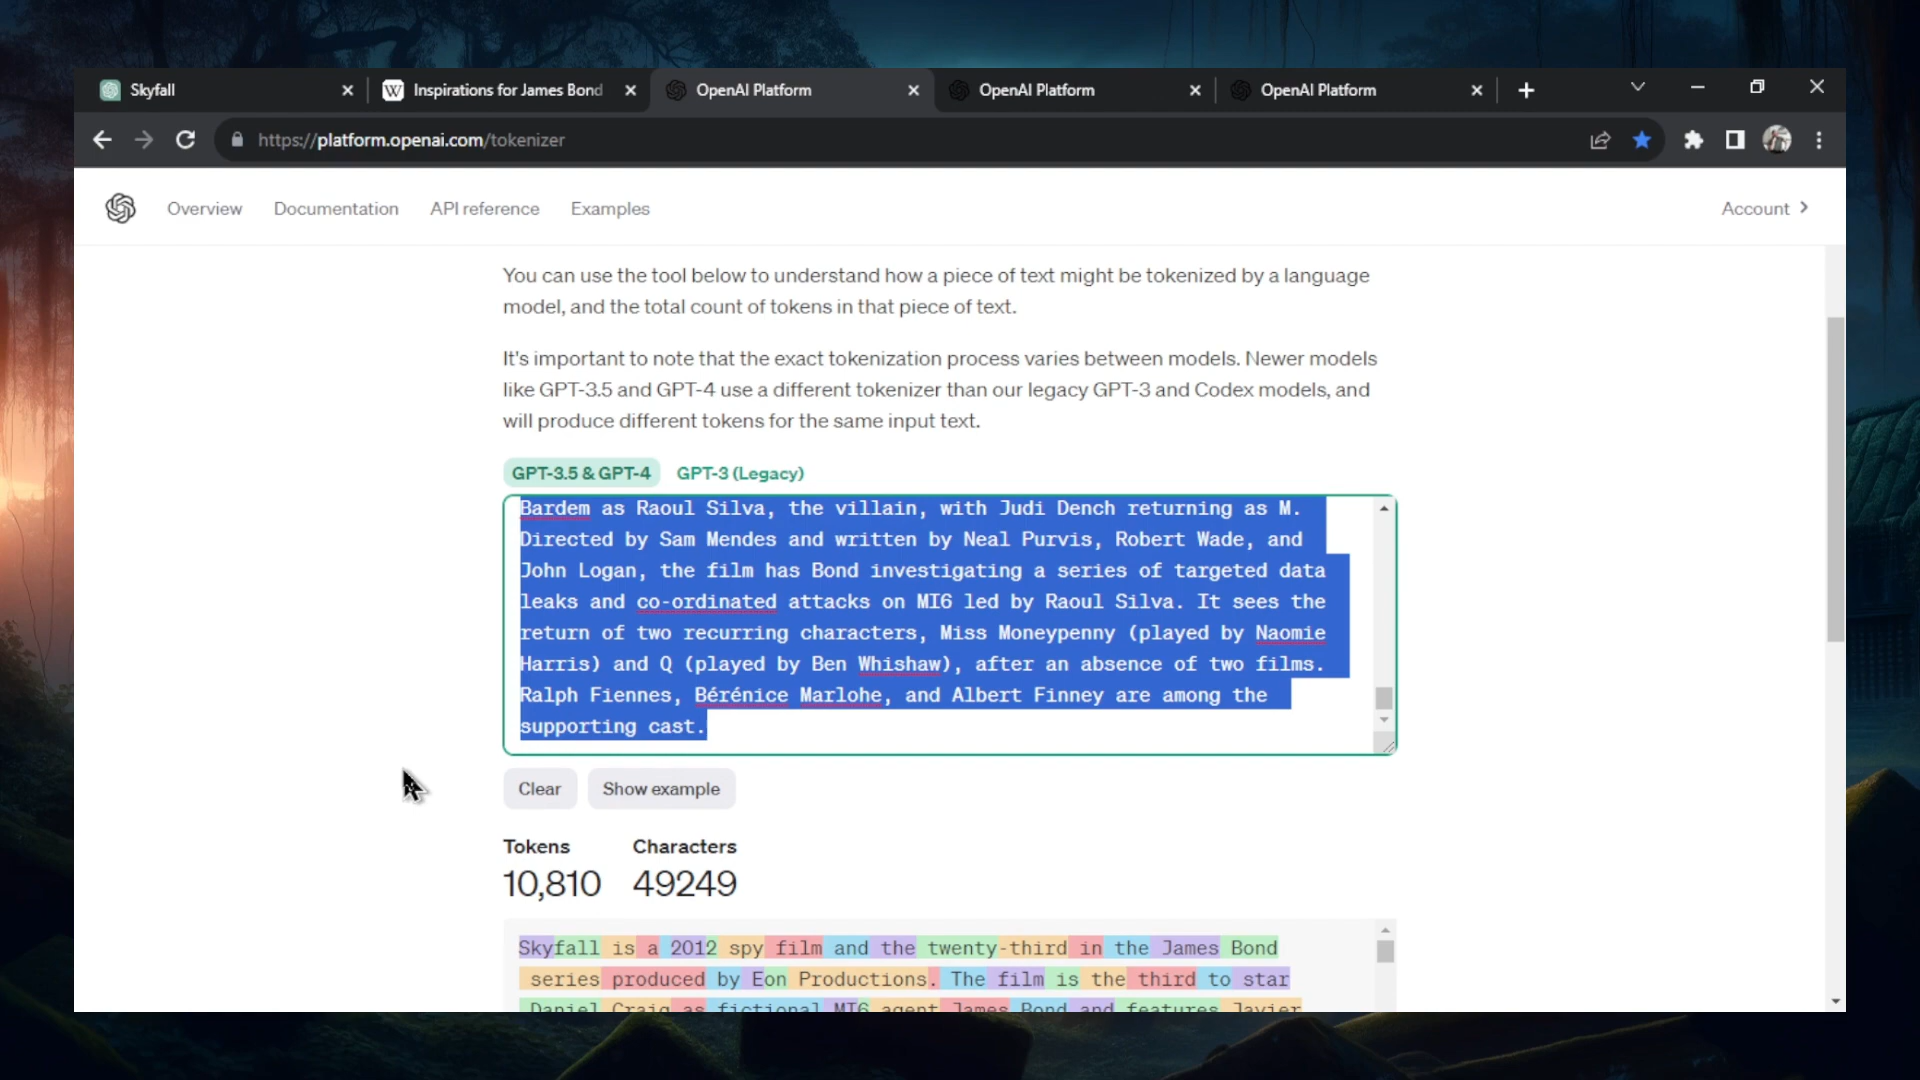 Skyfall
W Inspirations for James Bond
OpenAI Platform
OpenAI Platform
OpenAI Platform
https://platform.openai.com/tokenizer
Overview
Documentation
API reference
Examples
Account
You can use the tool below to understand how a piece of text might be tokenized by a language
model, and the total count of tokens in that piece of text.
It's important to note that the exact tokenization process varies between models. Newer models
like GPT-3.5 and GPT-4 use a different tokenizer than our legacy GPT-3 and Codex models, and
will produce different tokens for the same input text.
GPT-3.5 & GPT-4
GPT-3 (Legacy)
Bardem as Raoul Silva, the villain, with Judi Dench returning as M.
Directed by Sam Mendes and written by Neal Purvis, Robert Wade, and
John Logan, the film has Bond investigating a series of targeted data
leaks and co-ordinated attacks on MI6 led by Raoul Silva. It sees the
return of two recurring characters, Miss Moneypenny (played by Naomie
Harris) and Q (played by Ben Whishaw), after an absence of two films.
Ralph Fiennes, Bérénice Marlohe, and Albert Finney are among the
supporting cast.
Clear
Show example
Tokens
Characters
10,810
49249
Skyfall is a 2012 spy film and the twenty-third in the James Bond
series produced by Eon Productions. The film is the third to star
Daniel Craig as fictional MI6 agent James Bond and features Javier